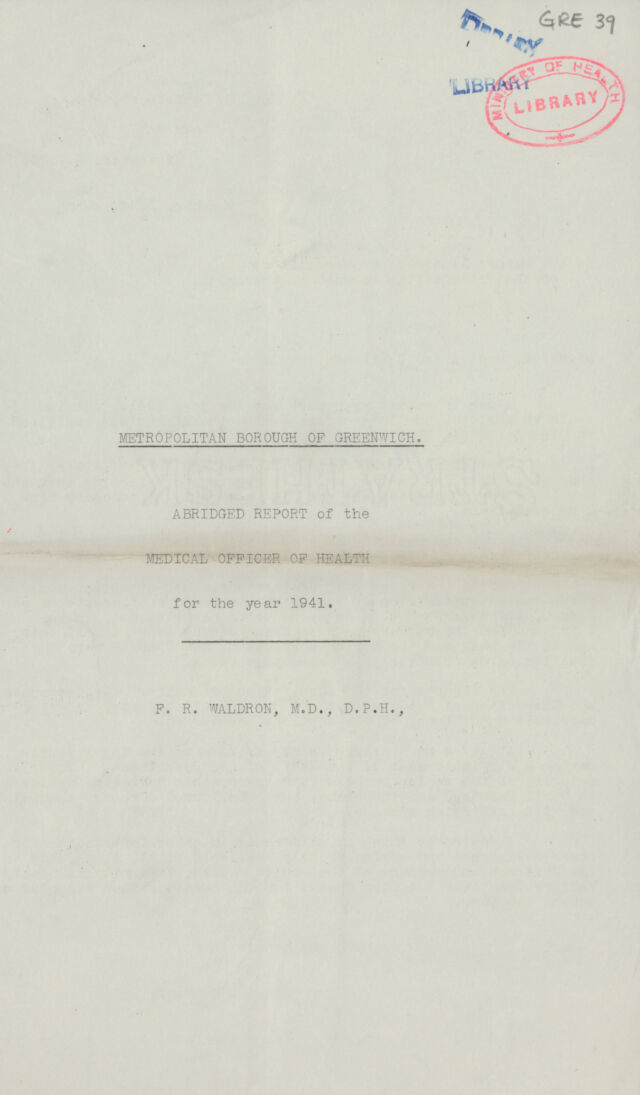 GRE 39
LIBRARY
LIBRARY
MINISTRY OF HEALTH
LIBRARY
METROPOLITAN BOROUGH OF GREENWICH.
ABRIDGED REPORT of the
MEDICAL OFFICER OF HEALTH
for the year 1941.
F. R. WALDRON, M.D., D.P.H.,